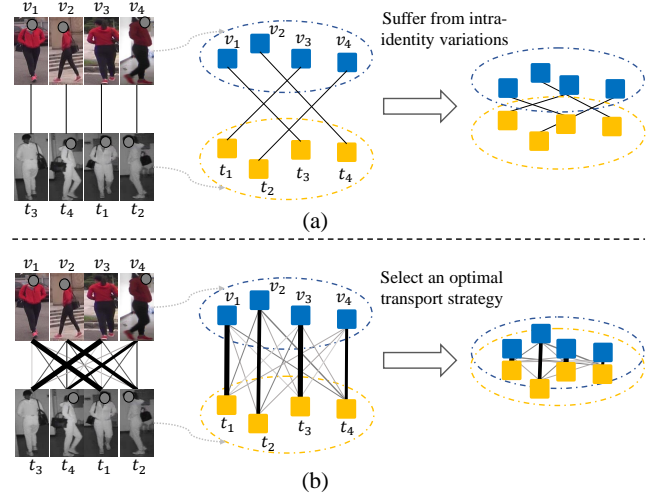 v₁ v₂ v₃ v₄
v₁ v₂ v₃ v₄
Suffer from intra-
identity variations
t₃ t₄ t₁ t₂
t₁ t₂ t₃ t₄
(a)
v₁ v₂ v₃ v₄
v₁ v₂ v₃ v₄
Select an optimal
transport strategy
t₃ t₄ t₁ t₂
t₁ t₂ t₃ t₄
(b)